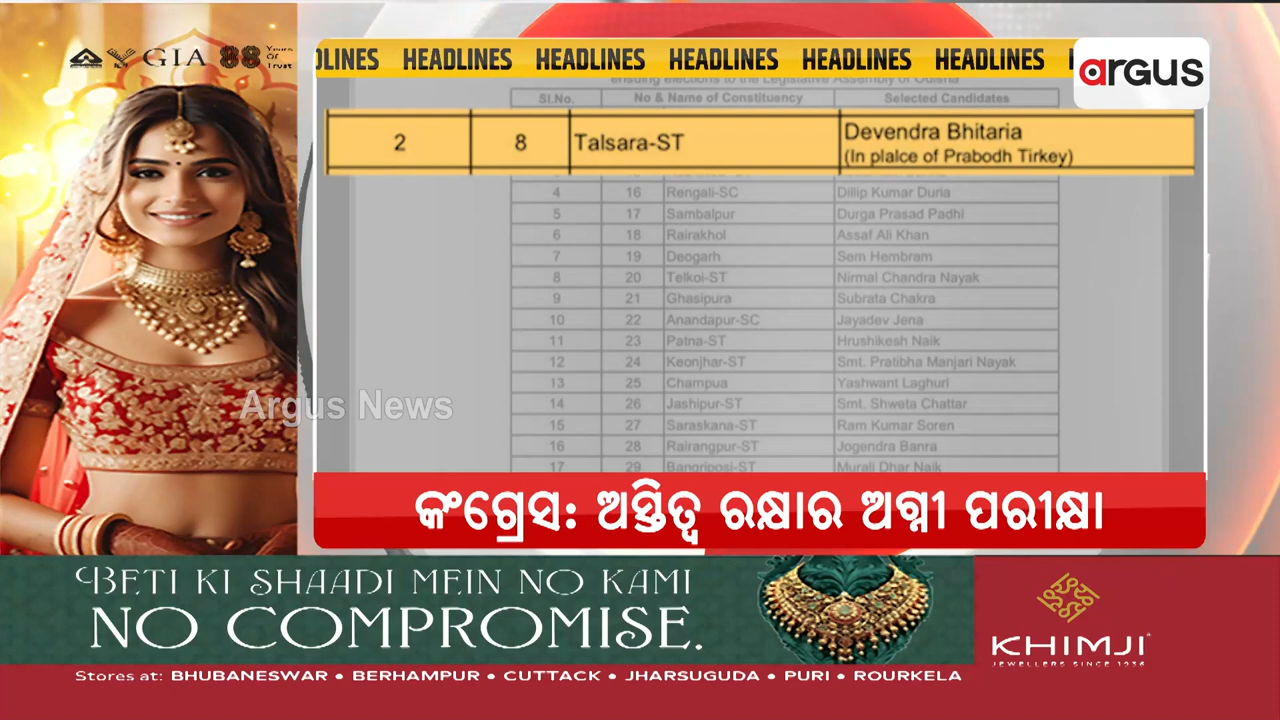 GIA 88 Years Of Trust
HEADLINES HEADLINES HEADLINES HEADLINES HEADLINES
argus
ensuing elections to the Legislative Assembly of Odisha
Sl.No. No & Name of Constituency Selected Candidates
2 8 Talsara-ST Devendra Bhitaria
(In plalce of Prabodh Tirkey)
4 16 Rengali-SC Dillip Kumar Duria
5 17 Sambalpur Durga Prasad Padhi
6 18 Rairakhol Assaf Ali Khan
7 19 Deogarh Sem Hembram
8 20 Telkoi-ST Nirmal Chandra Nayak
9 21 Ghasipura Subrata Chakra
10 22 Anandapur-SC Jayadev Jena
11 23 Patna-ST Hrushikesh Naik
12 24 Keonjhar-ST Smt. Pratibha Manjari Nayak
13 25 Champua Yashwant Laghuri
14 26 Jashipur-ST Smt. Shweta Chattar
15 27 Saraskana-ST Ram Kumar Soren
16 28 Rairangpur-ST Jogendra Banra
17 29 Bangriposi-ST Murali Dhar Naik
Argus News
କଂଗ୍ରେସ: ଅସ୍ତିତ୍ୱ ରକ୍ଷାର ଅଗ୍ନୀ ପରୀକ୍ଷା
BETI KI SHAADI MEIN NO KAMI
NO COMPROMISE.
KHIMJI
JEWELLERS SINCE 1936
Stores at: BHUBANESWAR • BERHAMPUR • CUTTACK • JHARSUGUDA • PURI • ROURKELA